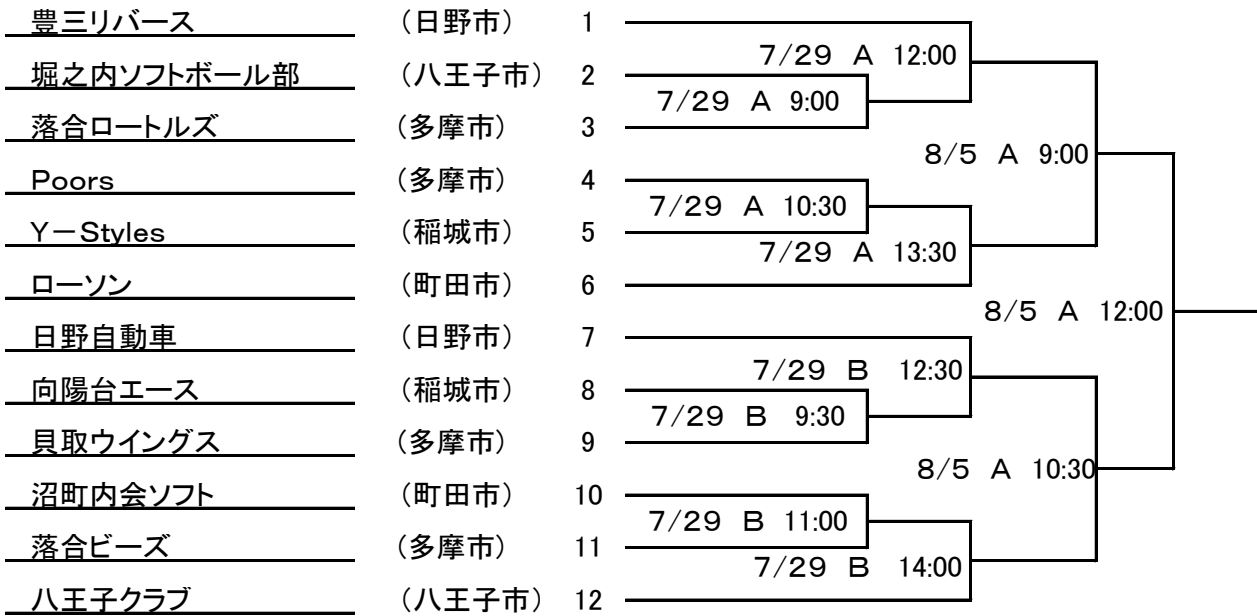 豊三リバース （日野市） 1
7/29 A 12:00
堀之内ソフトボール部 （八王子市） 2
7/29 A 9:00
落合ロートルズ （多摩市） 3
8/5 A 9:00
Poors （多摩市） 4
7/29 A 10:30
Y－Styles （稲城市） 5
7/29 A 13:30
ローソン （町田市） 6
8/5 A 12:00
日野自動車 （日野市） 7
7/29 B 12:30
向陽台エース （稲城市） 8
7/29 B 9:30
貝取ウイングス （多摩市） 9
8/5 A 10:30
沼町内会ソフト （町田市） 10
7/29 B 11:00
落合ビーズ （多摩市） 11
7/29 B 14:00
八王子クラブ （八王子市） 12